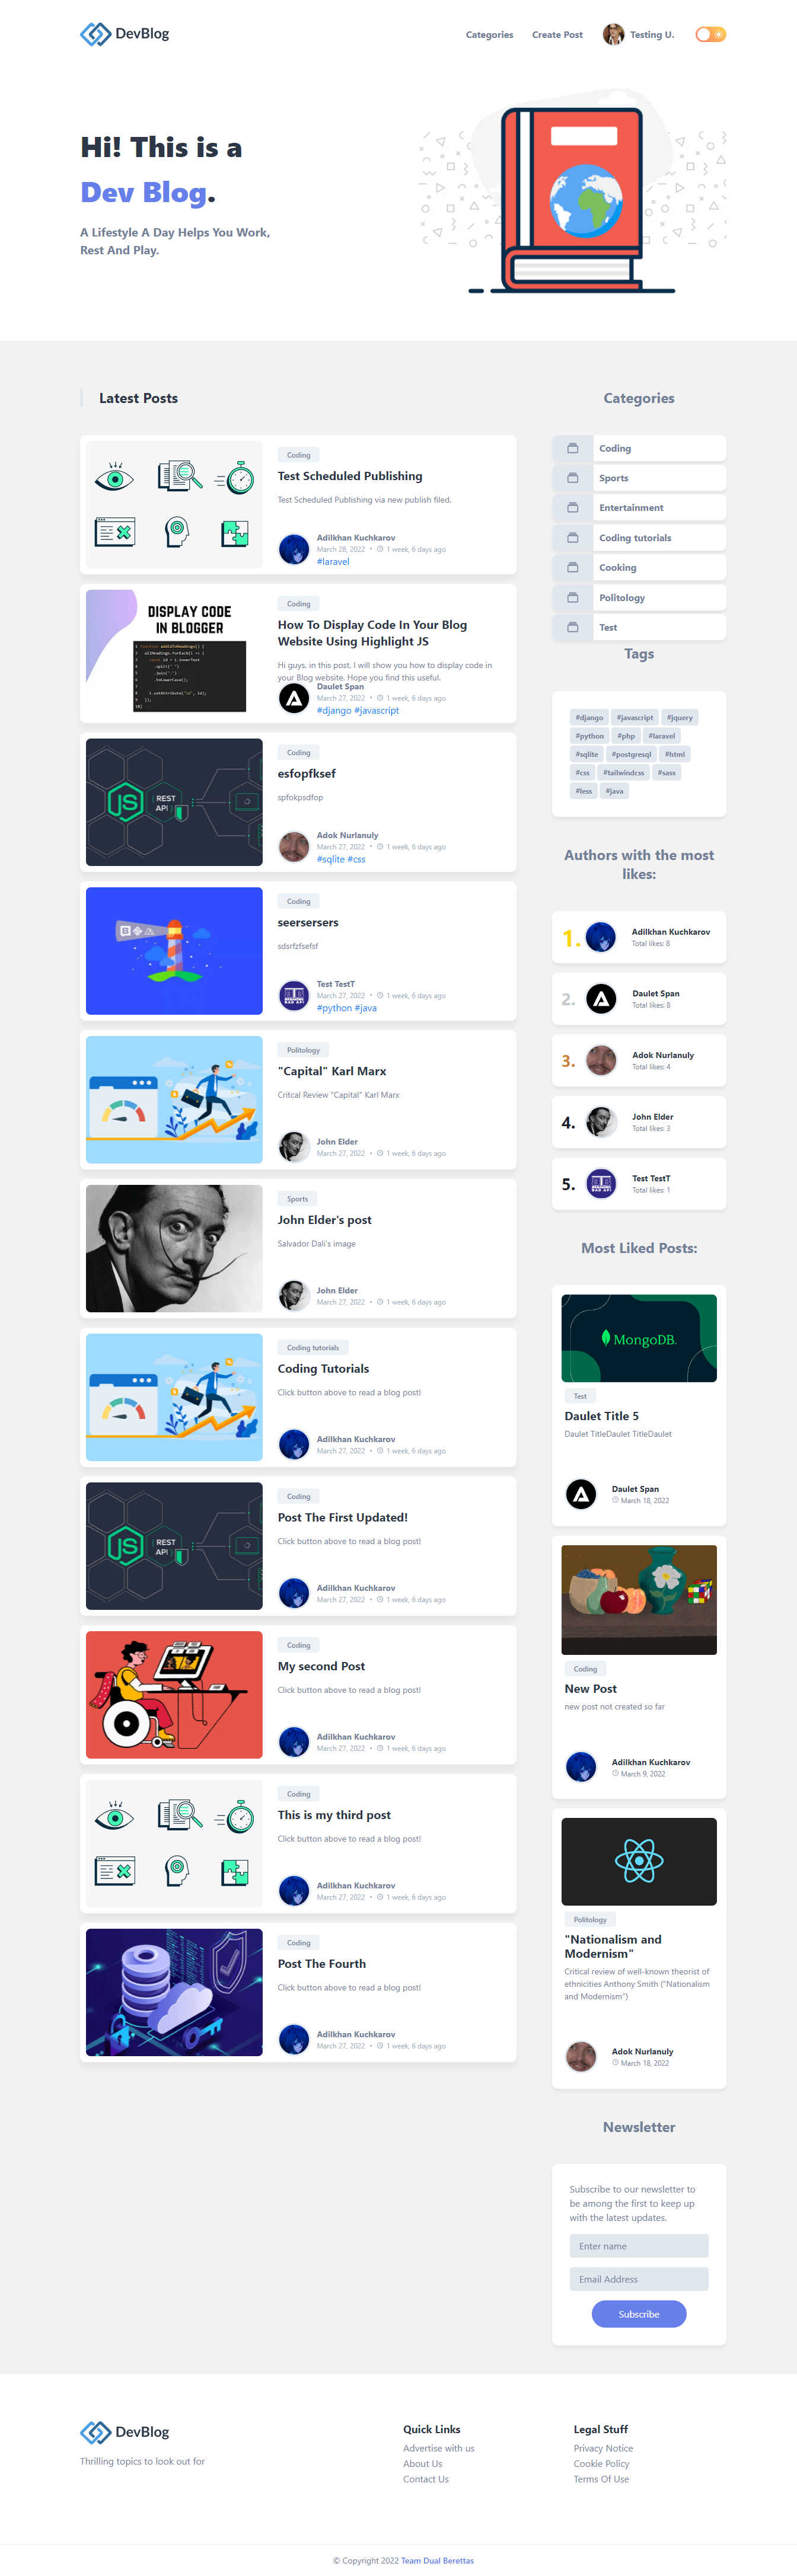 DevBlog
Categories
Create Post
Testing U.
Hi! This is a
Dev Blog.
A Lifestyle A Day Helps You Work,
Rest And Play.
Latest Posts
Coding
Test Scheduled Publishing
Test Scheduled Publishing via new publish filed.
Adilkhan Kuchkarov
March 28, 2022 • 1 week, 6 days ago
#laravel
DISPLAY CODE
IN BLOGGER
Coding
How To Display Code In Your Blog
Website Using Highlight JS
Hi guys, in this post, I will show you how to display code in
your Blog website. Hope you find this useful.
Daulet Span
March 27, 2022 • 1 week, 6 days ago
#django #javascript
JS
REST
API
Coding
esfopfksef
spfokpsdfop
Adok Nurlanuly
March 27, 2022 • 1 week, 6 days ago
#sqlite #css
Coding
seersersers
sdsrfzfsefsf
Test TestT
March 27, 2022 • 1 week, 6 days ago
#python #java
Politology
"Capital" Karl Marx
Critcal Review "Capital" Karl Marx
John Elder
March 27, 2022 • 1 week, 6 days ago
Sports
John Elder's post
Salvador Dali's image
John Elder
March 27, 2022 • 1 week, 6 days ago
Coding tutorials
Coding Tutorials
Click button above to read a blog post!
Adilkhan Kuchkarov
March 27, 2022 • 1 week, 6 days ago
JS
REST
API
Coding
Post The First Updated!
Click button above to read a blog post!
Adilkhan Kuchkarov
March 27, 2022 • 1 week, 6 days ago
Coding
My second Post
Click button above to read a blog post!
Adilkhan Kuchkarov
March 27, 2022 • 1 week, 6 days ago
Coding
This is my third post
Click button above to read a blog post!
Adilkhan Kuchkarov
March 27, 2022 • 1 week, 6 days ago
Coding
Post The Fourth
Click button above to read a blog post!
Adilkhan Kuchkarov
March 27, 2022 • 1 week, 6 days ago
Categories
Coding
Sports
Entertainment
Coding tutorials
Cooking
Politology
Test
Tags
#django #javascript #jquery
#python #php #laravel
#sqlite #postgresql #html
#css #tailwindcss #sass
#less #java
Authors with the most
likes:
1.
Adilkhan Kuchkarov
Total likes: 8
2.
Daulet Span
Total likes: 8
3.
Adok Nurlanuly
Total likes: 4
4.
John Elder
Total likes: 3
5.
Test TestT
Total likes: 1
Most Liked Posts:
MongoDB.
Test
Daulet Title 5
Daulet TitleDaulet TitleDaulet
Daulet Span
March 18, 2022
Coding
New Post
new post not created so far
Adilkhan Kuchkarov
March 9, 2022
Politology
"Nationalism and
Modernism"
Critical review of well-known theorist of
ethnicities Anthony Smith ("Nationalism
and Modernism")
Adok Nurlanuly
March 18, 2022
Newsletter
Subscribe to our newsletter to
be among the first to keep up
with the latest updates.
Enter name
Email Address
Subscribe
DevBlog
Thrilling topics to look out for
Quick Links
Advertise with us
About Us
Contact Us
Legal Stuff
Privacy Notice
Cookie Policy
Terms Of Use
© Copyright 2022 Team Dual Berettas